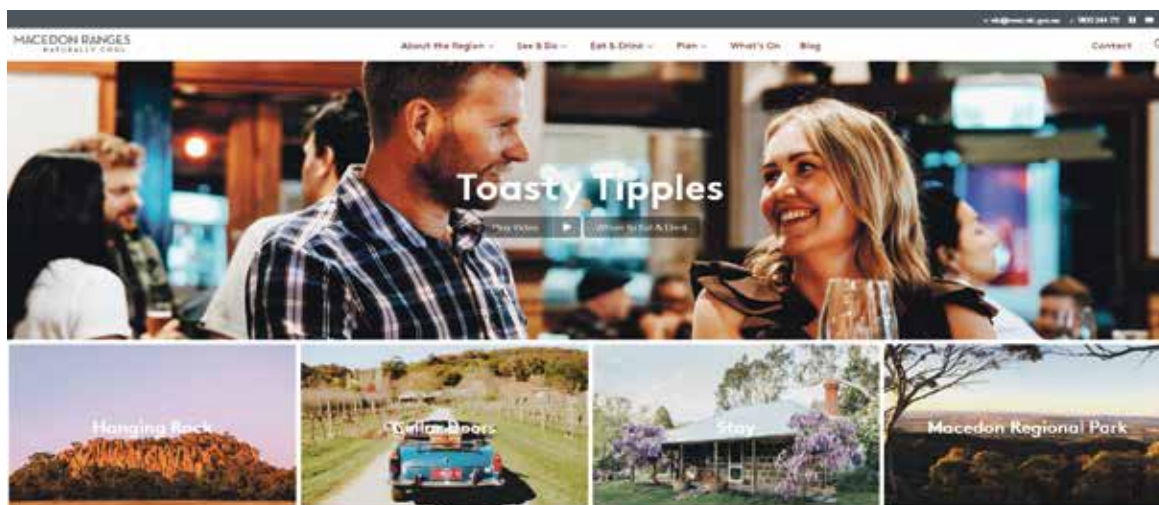 MACEDON RANGES
NATURALLY COOL
About the Region
See & Do
Eat & Drink
Plan
What's On
Blog
Contact
Toasty Tipples
Play Video
Where to Eat & Drink
Hanging Rock
Cellar Doors
Stay
Macedon Regional Park